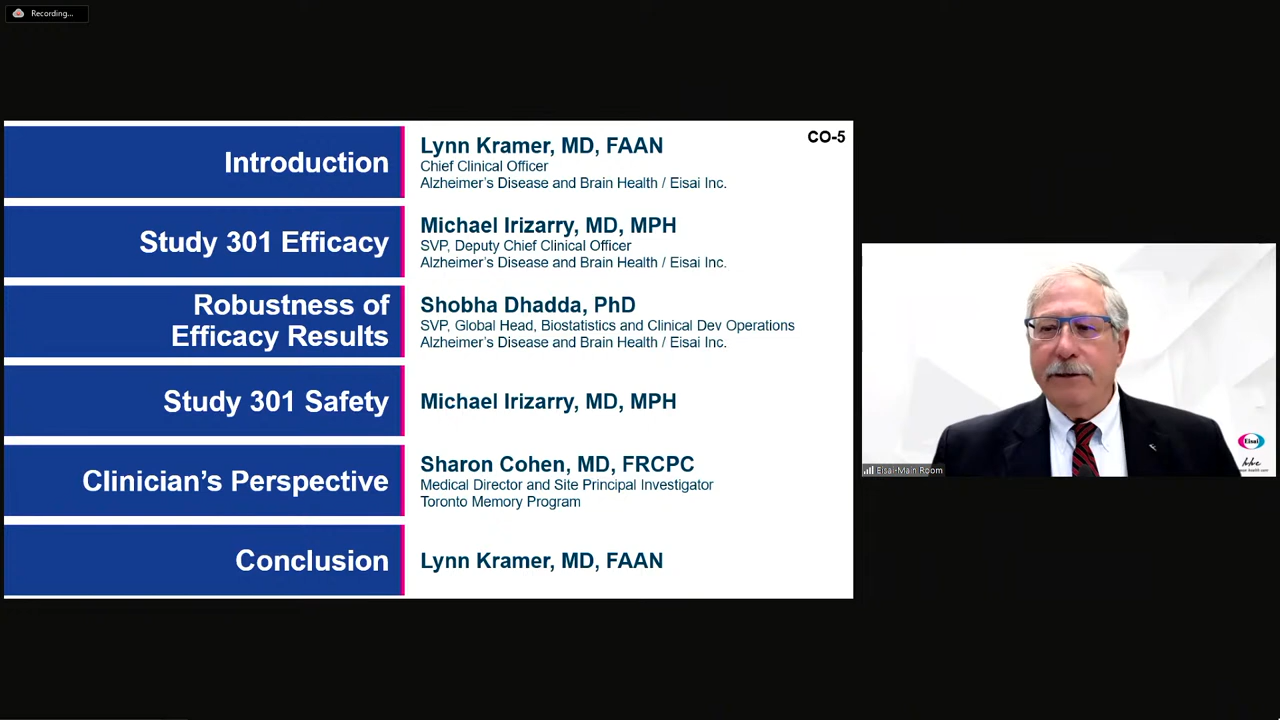 Recording...
CO-5
Introduction
Lynn Kramer, MD, FAAN
Chief Clinical Officer
Alzheimer's Disease and Brain Health / Eisai Inc.
Study 301 Efficacy
Michael Irizarry, MD, MPH
SVP, Deputy Chief Clinical Officer
Alzheimer's Disease and Brain Health / Eisai Inc.
Robustness of
Efficacy Results
Shobha Dhadda, PhD
SVP, Global Head, Biostatistics and Clinical Dev Operations
Alzheimer's Disease and Brain Health / Eisai Inc.
Study 301 Safety
Michael Irizarry, MD, MPH
Clinician's Perspective
Sharon Cohen, MD, FRCPC
Medical Director and Site Principal Investigator
Toronto Memory Program
Conclusion
Lynn Kramer, MD, FAAN
Eisai
Eisai-Main Room